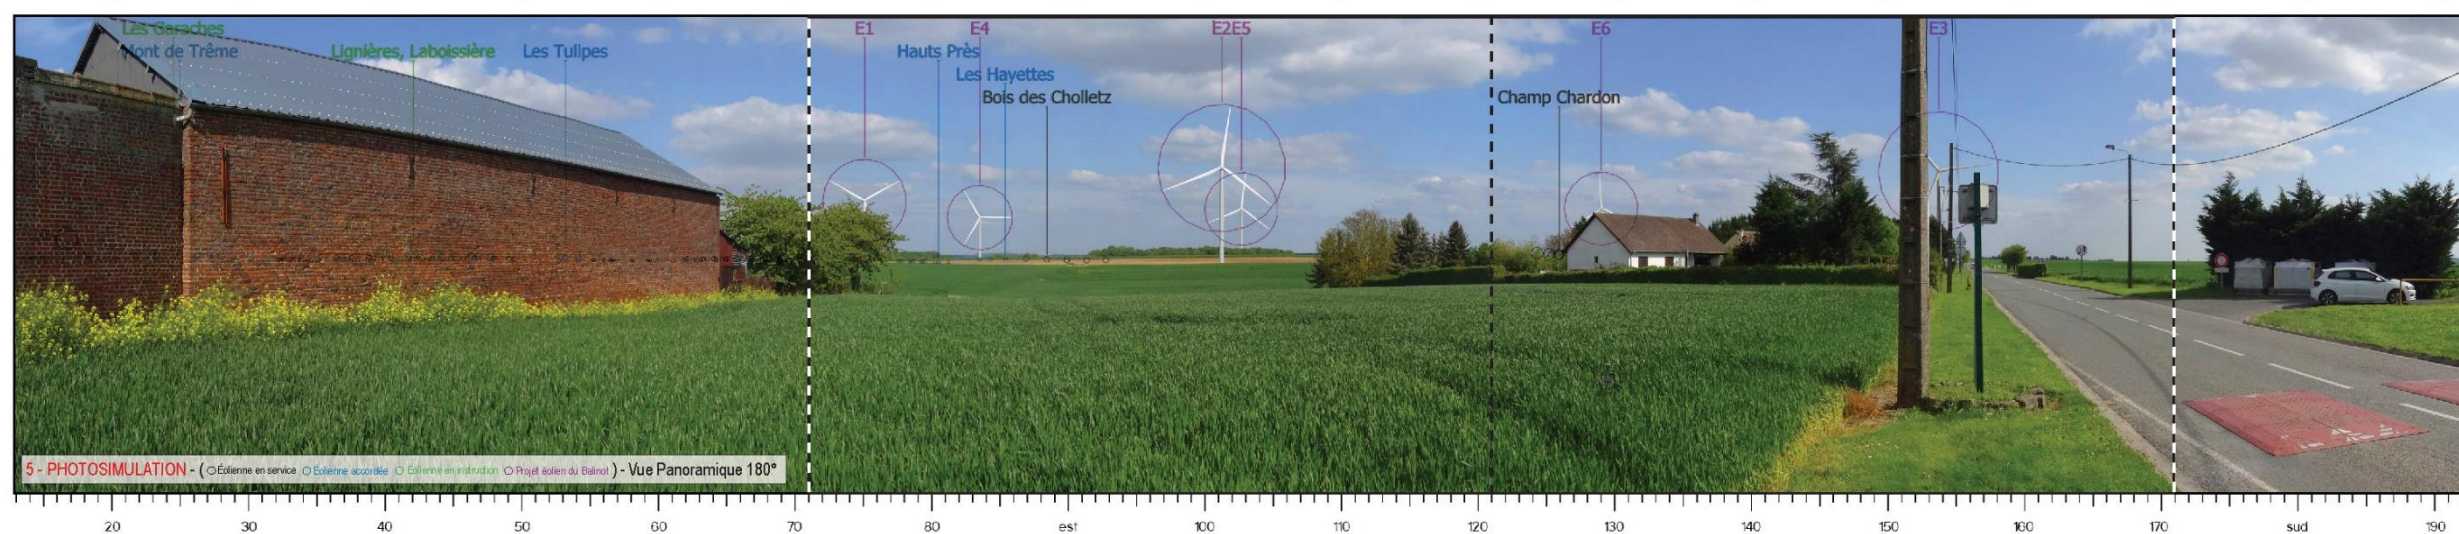 Les Garaches
Mont de Trême
Lignières, Laboissière
Les Tulipes
E1
Hauts Près
E4
Les Hayettes
Bois des Cholletz
E2E5
Champ Chardon
E6
E3
5 - PHOTOSIMULATION - ( Éolienne en service Éolienne accordée Éolienne en instruction Projet éolien du Balinot ) - Vue Panoramique 180°
20 30 40 50 60 70 80 est 100 110 120 130 140 150 160 170 sud 190